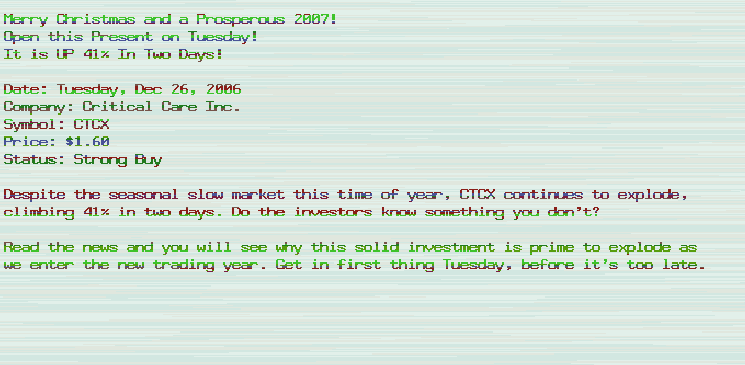 Merry Christmas and a Prosperous 2007!
Open this Present on Tuesday!
It is UP 41% In Two Days!
Date: Tuesday, Dec 26, 2006
Company: Critical Care Inc.
Symbol: CTCX
Price: $1.60
Status: Strong Buy
Despite the seasonal slow market this time of year, CTCX continues to explode,
climbing 41% in two days. Do the investors know something you don't?
Read the news and you will see why this solid investment is prime to explode as
we enter the new trading year. Get in first thing Tuesday, before it's too late.